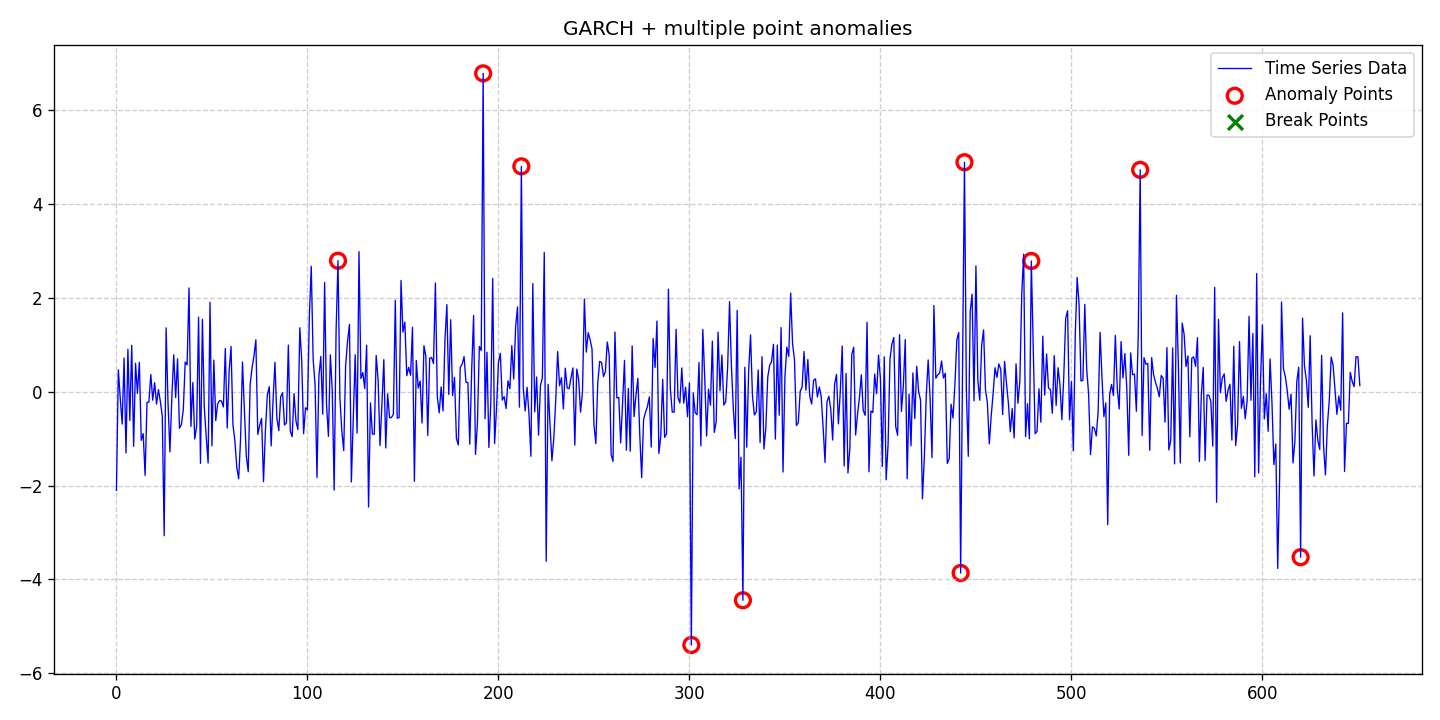 GARCH + multiple point anomalies
Time Series Data
Anomaly Points
Break Points
6
4
2
0
−2
−4
−6
0 100 200 300 400 500 600